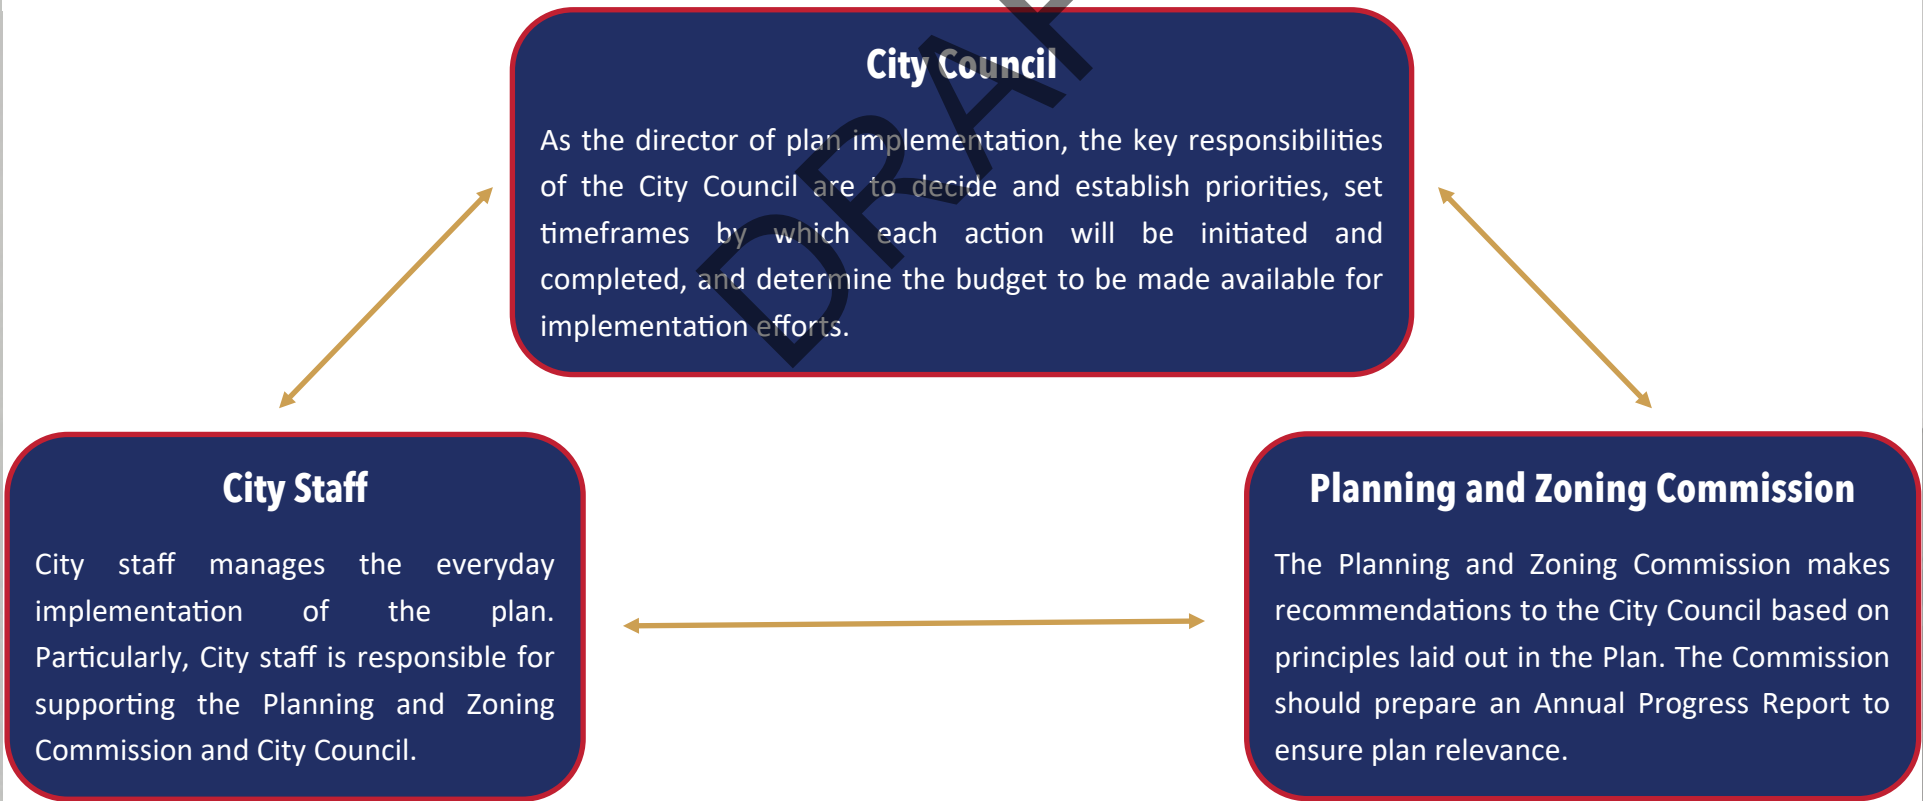 City Council
As the director of plan implementation, the key responsibilities
of the City Council are to decide and establish priorities, set
timeframes by which each action will be initiated and
completed, and determine the budget to be made available for
implementation efforts.
City Staff
City staff manages the everyday
implementation of the plan.
Particularly, City staff is responsible for
supporting the Planning and Zoning
Commission and City Council.
Planning and Zoning Commission
The Planning and Zoning Commission makes
recommendations to the City Council based on
principles laid out in the Plan. The Commission
should prepare an Annual Progress Report to
ensure plan relevance.